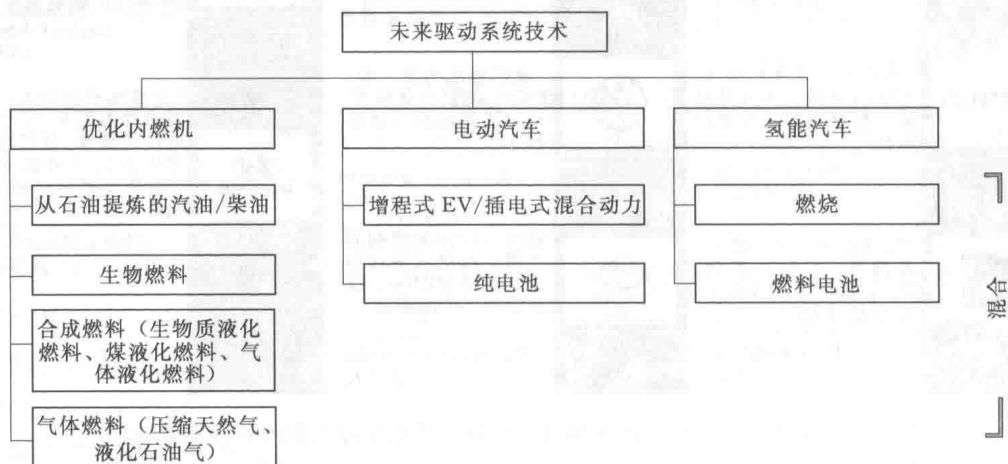 未来驱动系统技术
优化内燃机
电动汽车
氢能汽车
从石油提炼的汽油/柴油
增程式 EV/插电式混合动力
燃烧
生物燃料
纯电池
燃料电池
合成燃料（生物质液化
燃料、煤液化燃料、气
体液化燃料）
气体燃料（压缩天然气、
液化石油气）
混合